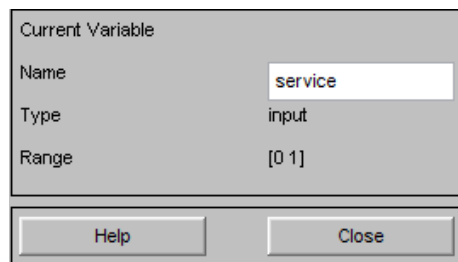 Current Variable
Name service
Type input
Range [0 1]
Help Close